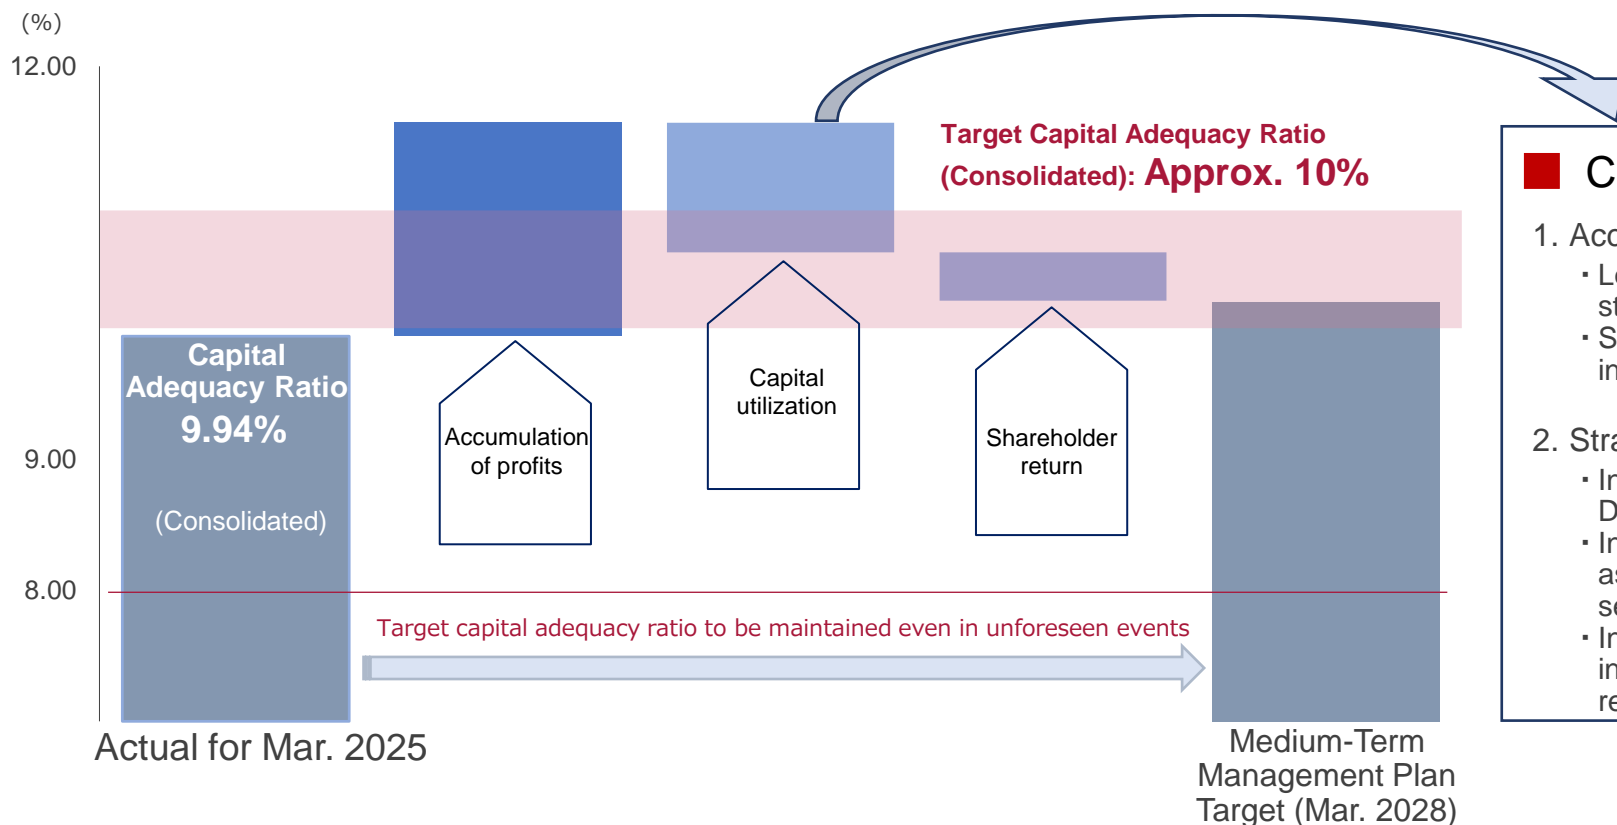 (%)
12.00
9.00
8.00
Target Capital Adequacy Ratio
(Consolidated): Approx. 10%
Capital
Adequacy Ratio
9.94%
(Consolidated)
Accumulation
of profits
Capital
utilization
Shareholder
return
Target capital adequacy ratio to be maintained even in unforeseen events
Actual for Mar. 2025
Medium-Term
Management Plan
Target (Mar. 2028)
1.
2.